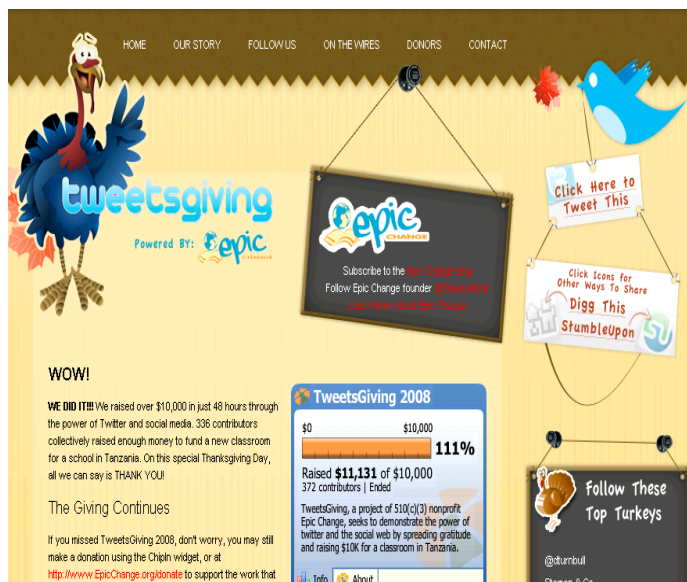 HOME OUR STORY FOLLOW US ON THE WIRES DONORS CONTACT
tweetsgiving
Powered BY: epic
CHANGE
epic
CHANGE
Subscribe to the Epic Change blog
Follow Epic Change founder
Learn More About Epic Change
Click Here to
Tweet This
Click Icons for
Other Ways To Share
Digg This
StumbleUpon
WOW!
WE DID IT!!! We raised over $10,000 in just 48 hours through
the power of Twitter and social media. 336 contributors
collectively raised enough money to fund a new classroom
for a school in Tanzania. On this special Thanksgiving Day,
all we can say is THANK YOU!
The Giving Continues
If you missed TweetsGiving 2008, don't worry, you may still
make a donation using the ChipIn widget, or at
http://www.EpicChange.org/donate to support the work that
TweetsGiving 2008
$0 $10,000
111%
Raised $11,131 of $10,000
372 contributors | Ended
TweetsGiving, a project of 510(c)(3) nonprofit
Epic Change, seeks to demonstrate the power of
twitter and the social web by spreading gratitude
and raising $10K for a classroom in Tanzania.
Info About
Follow These
Top Turkeys
@dturnbull